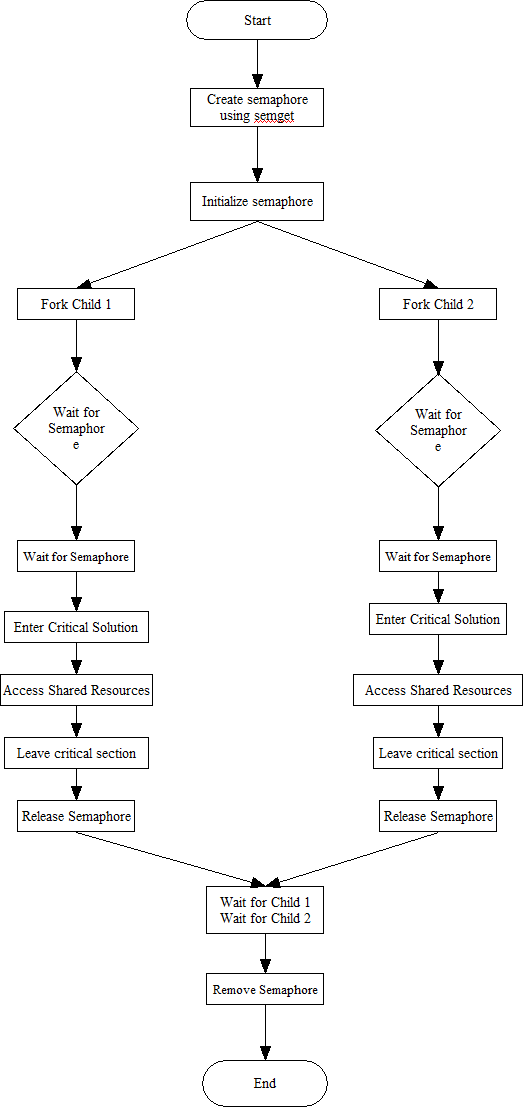 Start
Create semaphore
using semget
Initialize semaphore
Fork Child 1
Fork Child 2
Wait for
Semaphor
e
Wait for
Semaphor
e
Wait for Semaphore
Wait for Semaphore
Enter Critical Solution
Enter Critical Solution
Access Shared Resources
Access Shared Resources
Leave critical section
Leave critical section
Release Semaphore
Release Semaphore
Wait for Child 1
Wait for Child 2
Remove Semaphore
End